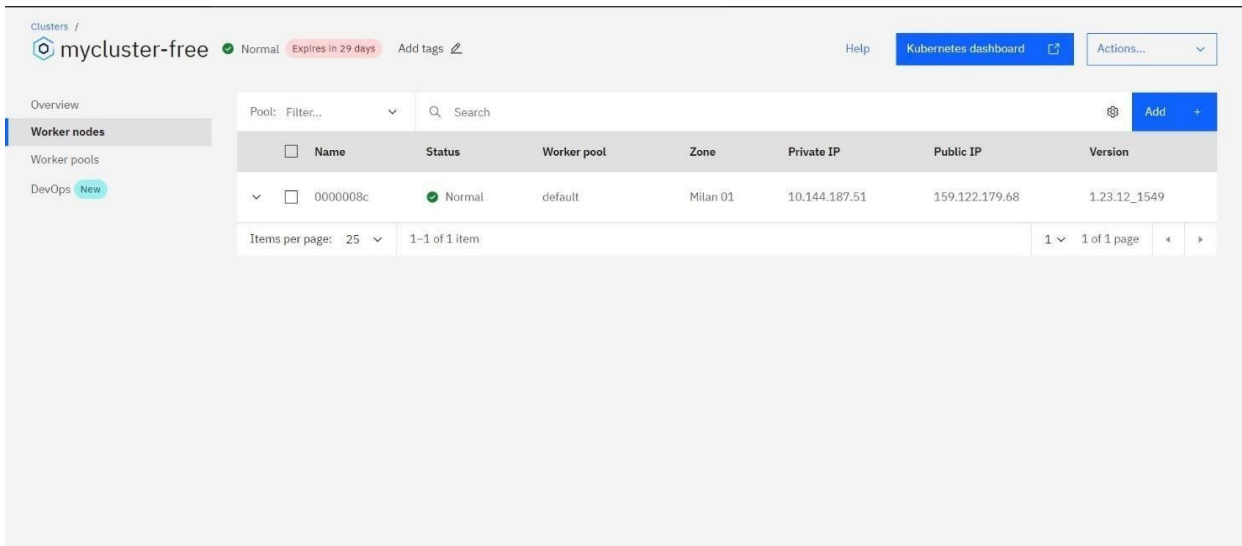 Clusters /
mycluster-free Normal Expires in 29 days Add tags Help Kubernetes dashboard Actions...
Overview
Worker nodes
Worker pools
DevOps New
Pool: Filter... Search Add +
Name Status Worker pool Zone Private IP Public IP Version
0000008c Normal default Milan 01 10.144.187.51 159.122.179.68 1.23.12_1549
Items per page: 25 1–1 of 1 item 1 1 of 1 page